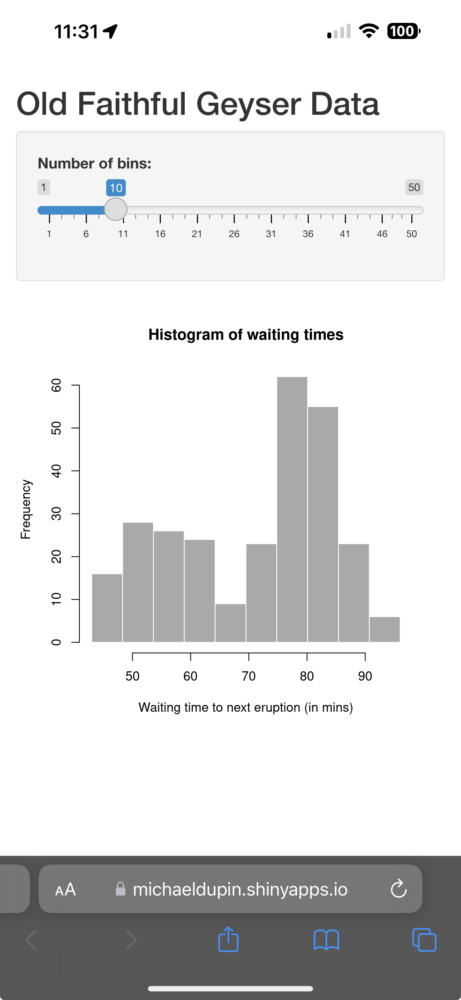 11:31 100
Old Faithful Geyser Data
Number of bins:
1 10 50
1 6 11 16 21 26 31 36 41 46 50
Histogram of waiting times
60
50
40
30
20
10
0
Frequency
50 60 70 80 90
Waiting time to next eruption (in mins)
AA michaeldupin.shinyapps.io